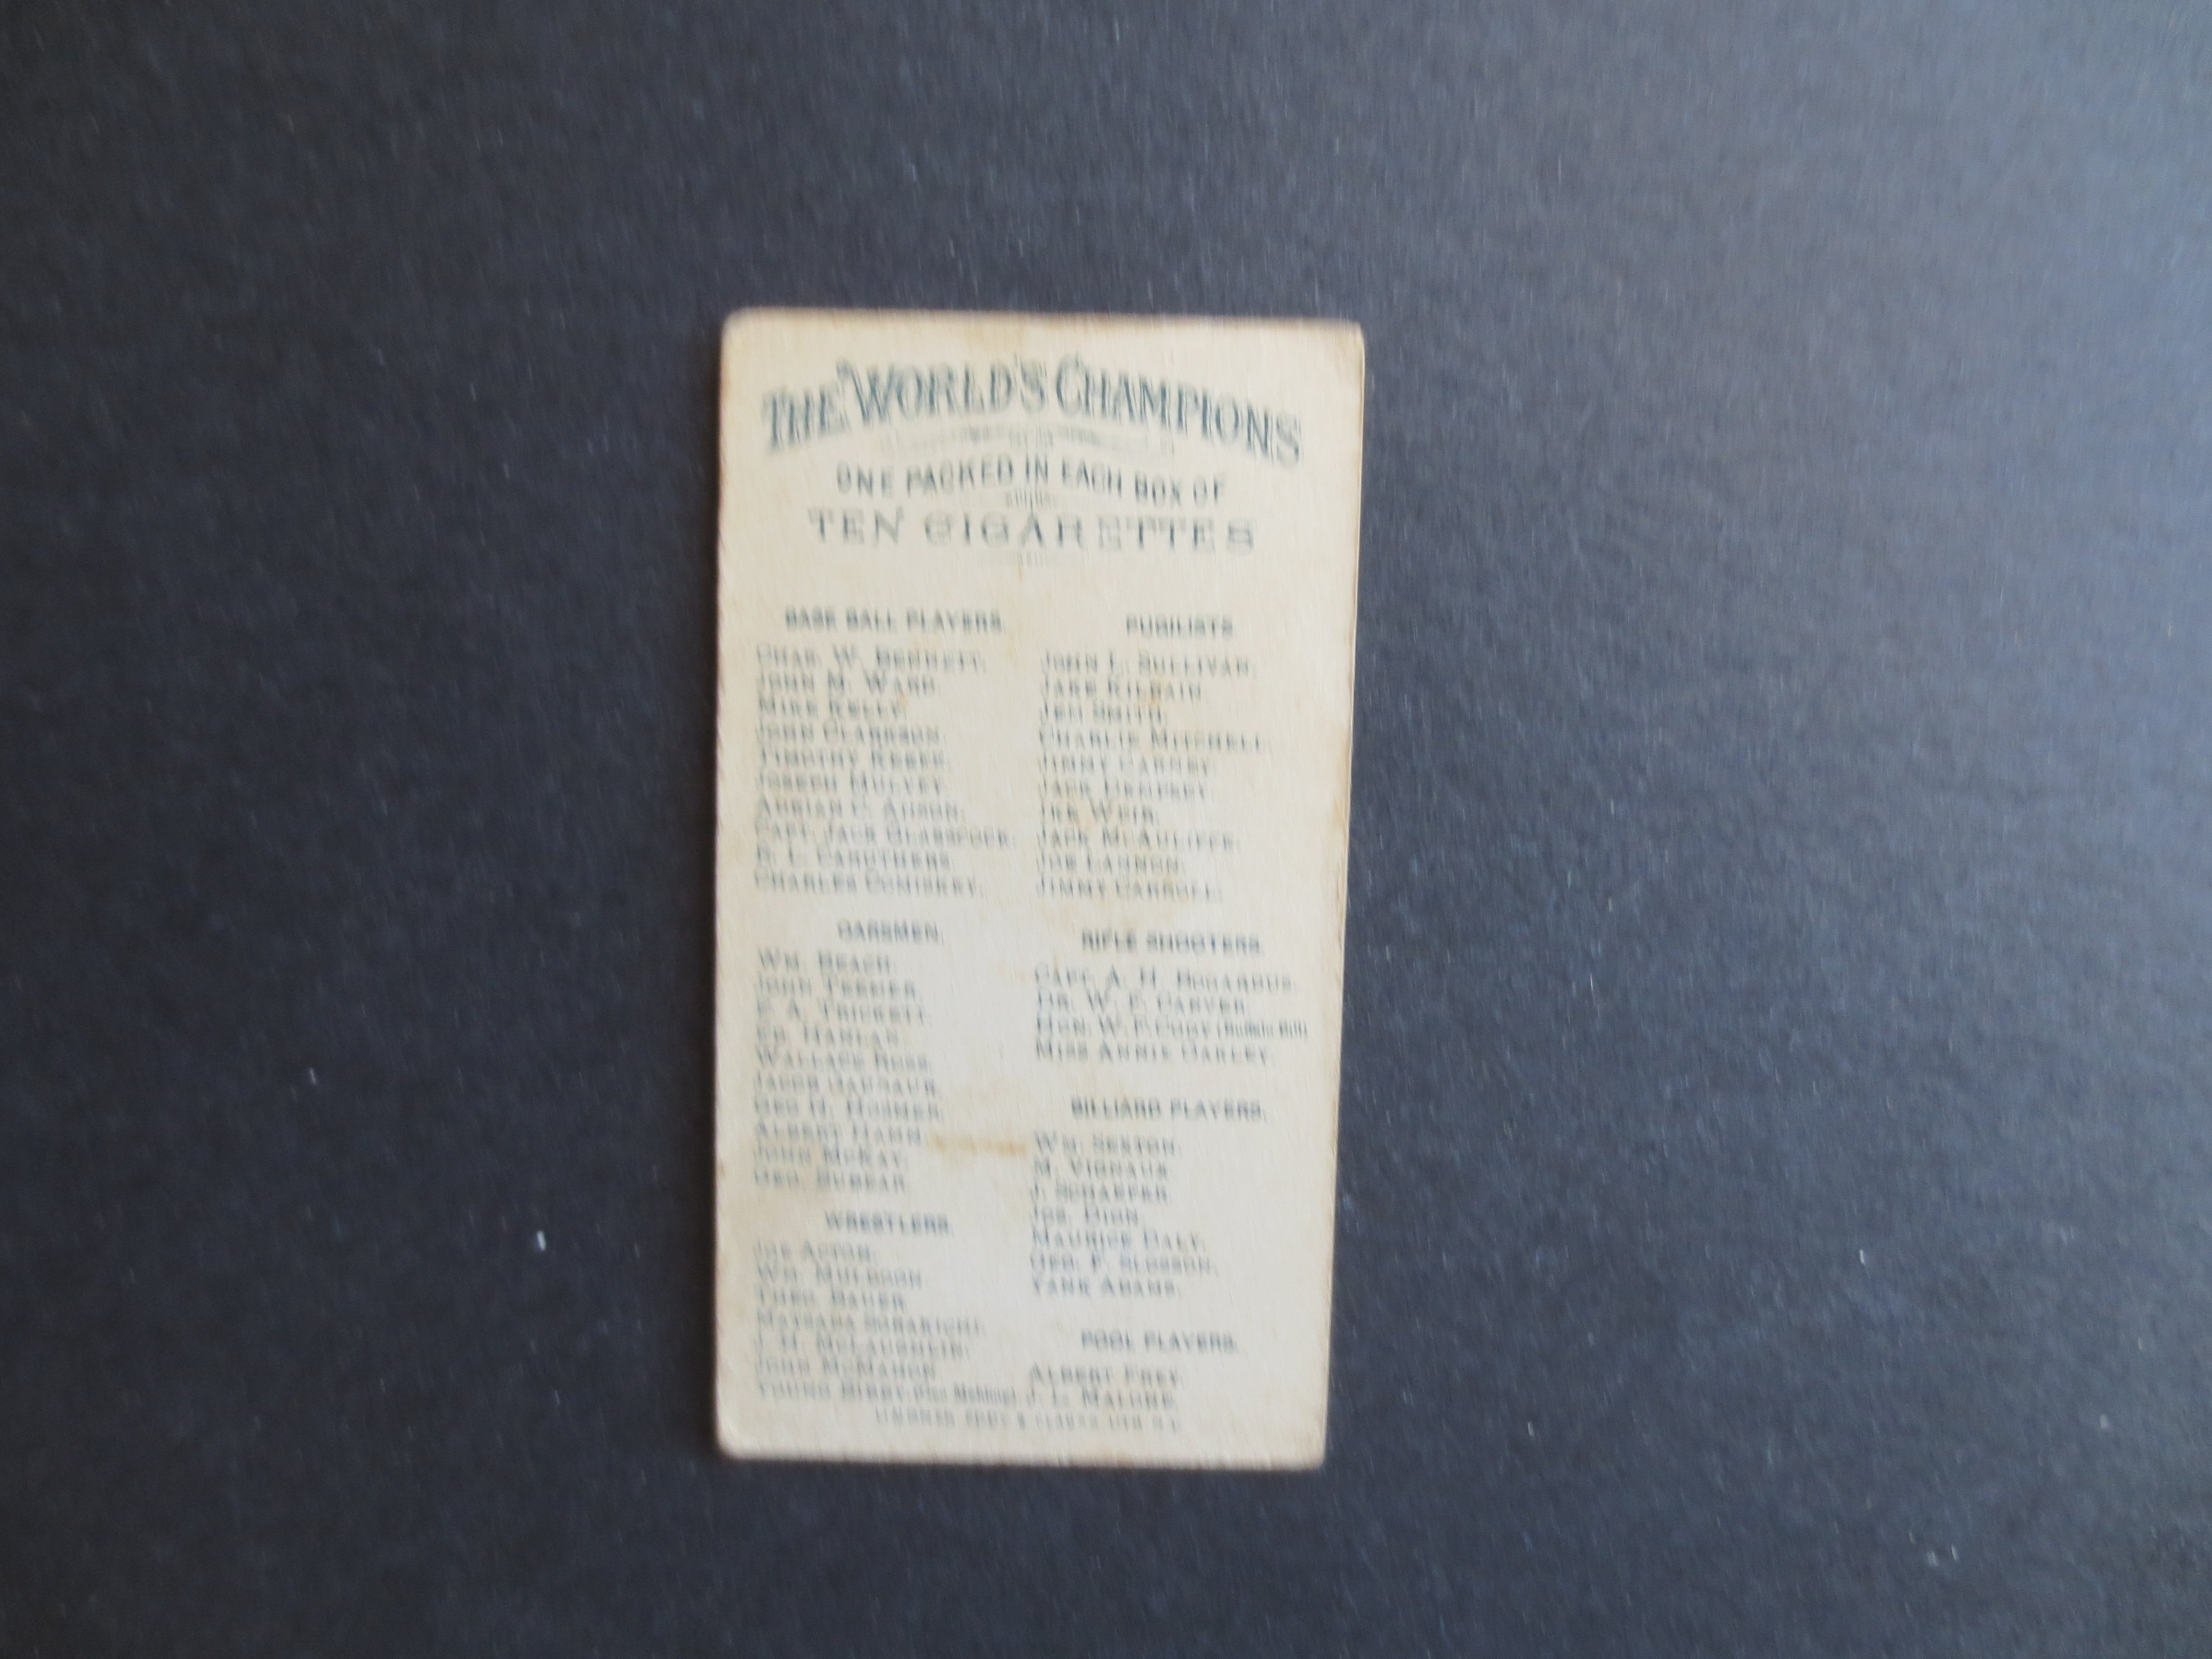 THE WORLD'S CHAMPIONS
ONE PACKED IN EACH BOX OF
TEN CIGARETTES
BASE BALL PLAYERS.
CHAS. W. BENNETT.
JOHN M. WARD.
MIKE KELLY.
JOHN CLARKSON.
TIMOTHY KEEFE.
JOSEPH MULVEY.
ADRIAN C. ANSON.
CAPT. JACK GLASSCOCK.
R. L. CARUTHERS.
CHARLES COMISKEY.
OARSMEN.
WM. BEACH.
JOHN TEEMER.
E. A. TRICKETT.
ED. HANLAN.
WALLACE ROSS.
JACOB GAUDAUR.
GEO. H. HOSMER.
ALBERT HAMM.
JOHN MCKAY.
GEO. BUBEAR.
WRESTLERS.
JOE ACTON.
WM. MULDOON.
THEO. BAUER.
MATSADA SORAKICHI.
J. H. MCLAUGHLIN.
JOHN MCMAHON.
YOUNG BIBBY (Geo. Mehling).
PUGILISTS.
JOHN L. SULLIVAN.
JAKE KILRAIN.
JEM SMITH.
CHARLIE MITCHELL.
JIMMY CARNEY.
JACK DEMPSEY.
IKE WEIR.
JACK MCAULIFFE.
JOE LANNON.
JIMMY CARROLL.
RIFLE SHOOTERS.
CAPT. A. H. BOGARDUS.
DR. W. F. CARVER.
HON. W. F. CODY (Buffalo Bill)
MISS ANNIE OAKLEY.
BILLIARD PLAYERS.
WM. SEXTON.
M. VIGNAUX.
J. SCHAEFER.
JOS. DION.
MAURICE DALY.
GEO. F. SLOSSON.
YANK ADAMS.
POOL PLAYERS.
ALBERT FREY.
J. L. MALONE.
LINDNER, EDDY & CLAUSS, LITH. N.Y.